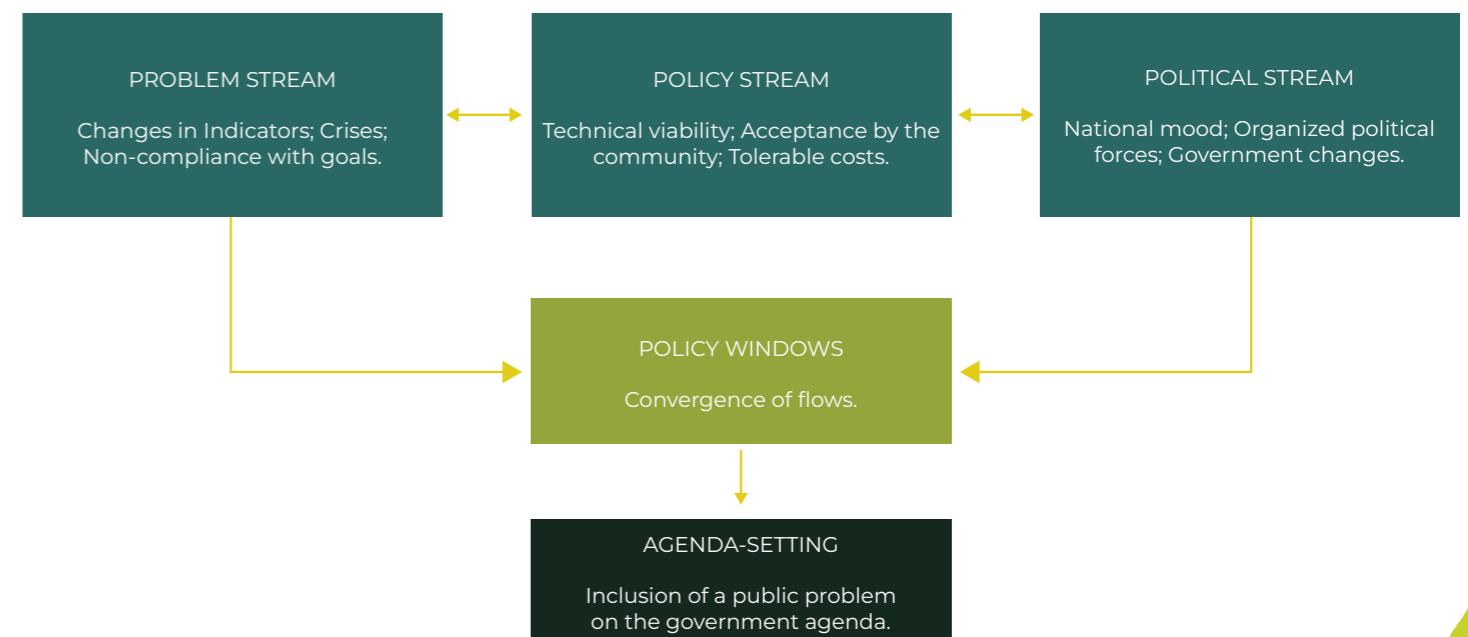 PROBLEM STREAM
Changes in Indicators; Crises;
Non-compliance with goals.
POLICY STREAM
Technical viability; Acceptance by the
community; Tolerable costs.
POLITICAL STREAM
National mood; Organized political
forces; Government changes.
POLICY WINDOWS
Convergence of flows.
AGENDA-SETTING
Inclusion of a public problem
on the government agenda.